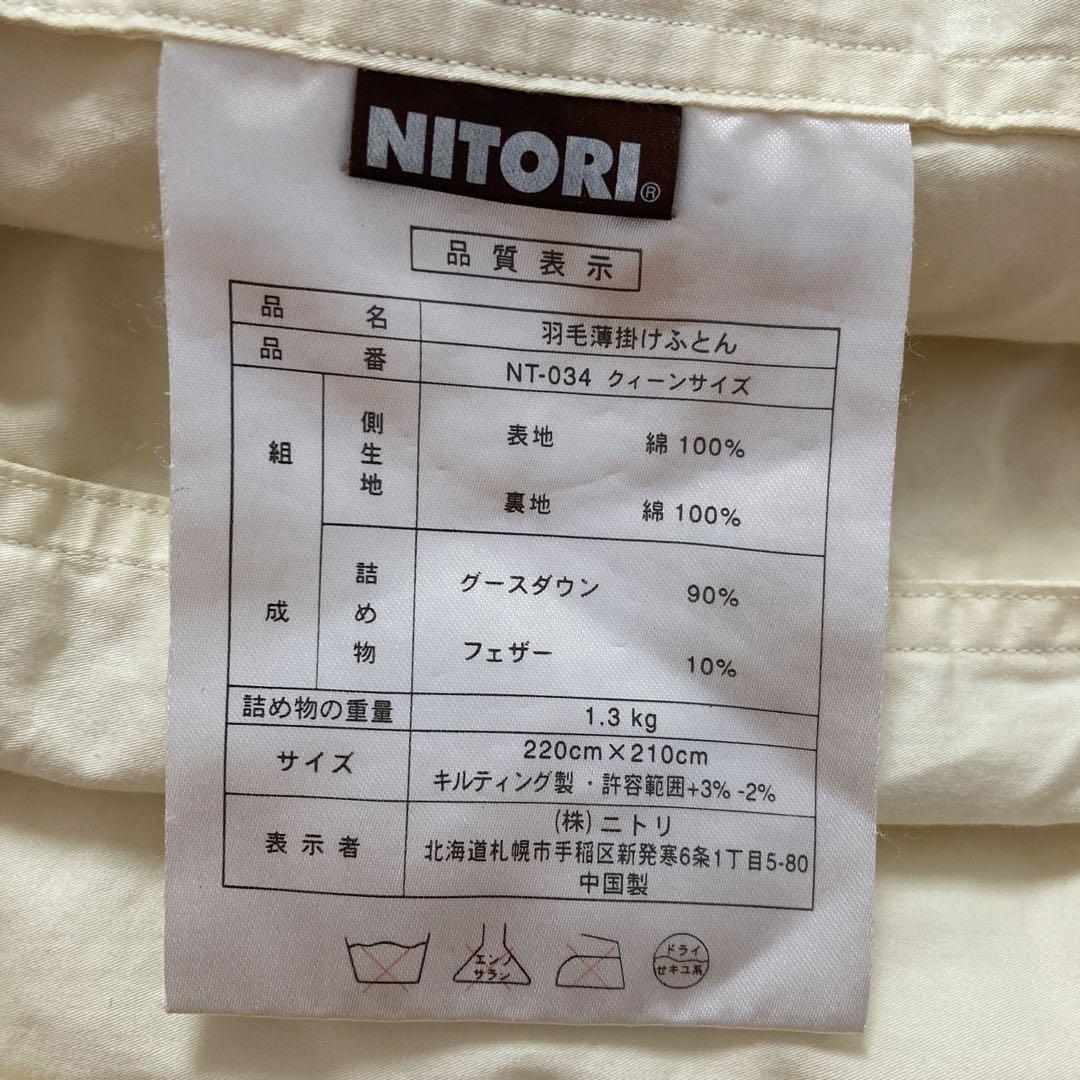 NITORI®
品質表示
品名 羽毛薄掛けふとん
品番 NT-034 クィーンサイズ
組成 側生地 表地 綿 100%
裏地 綿 100%
詰め物 グースダウン 90%
フェザー 10%
詰め物の重量 1.3 kg
サイズ 220cm×210cm
キルティング製・許容範囲+3% -2%
表示者 (株)ニトリ
北海道札幌市手稲区新発寒6条1丁目5-80
中国製
エンソ
サラシ
ドライ
セキユ系